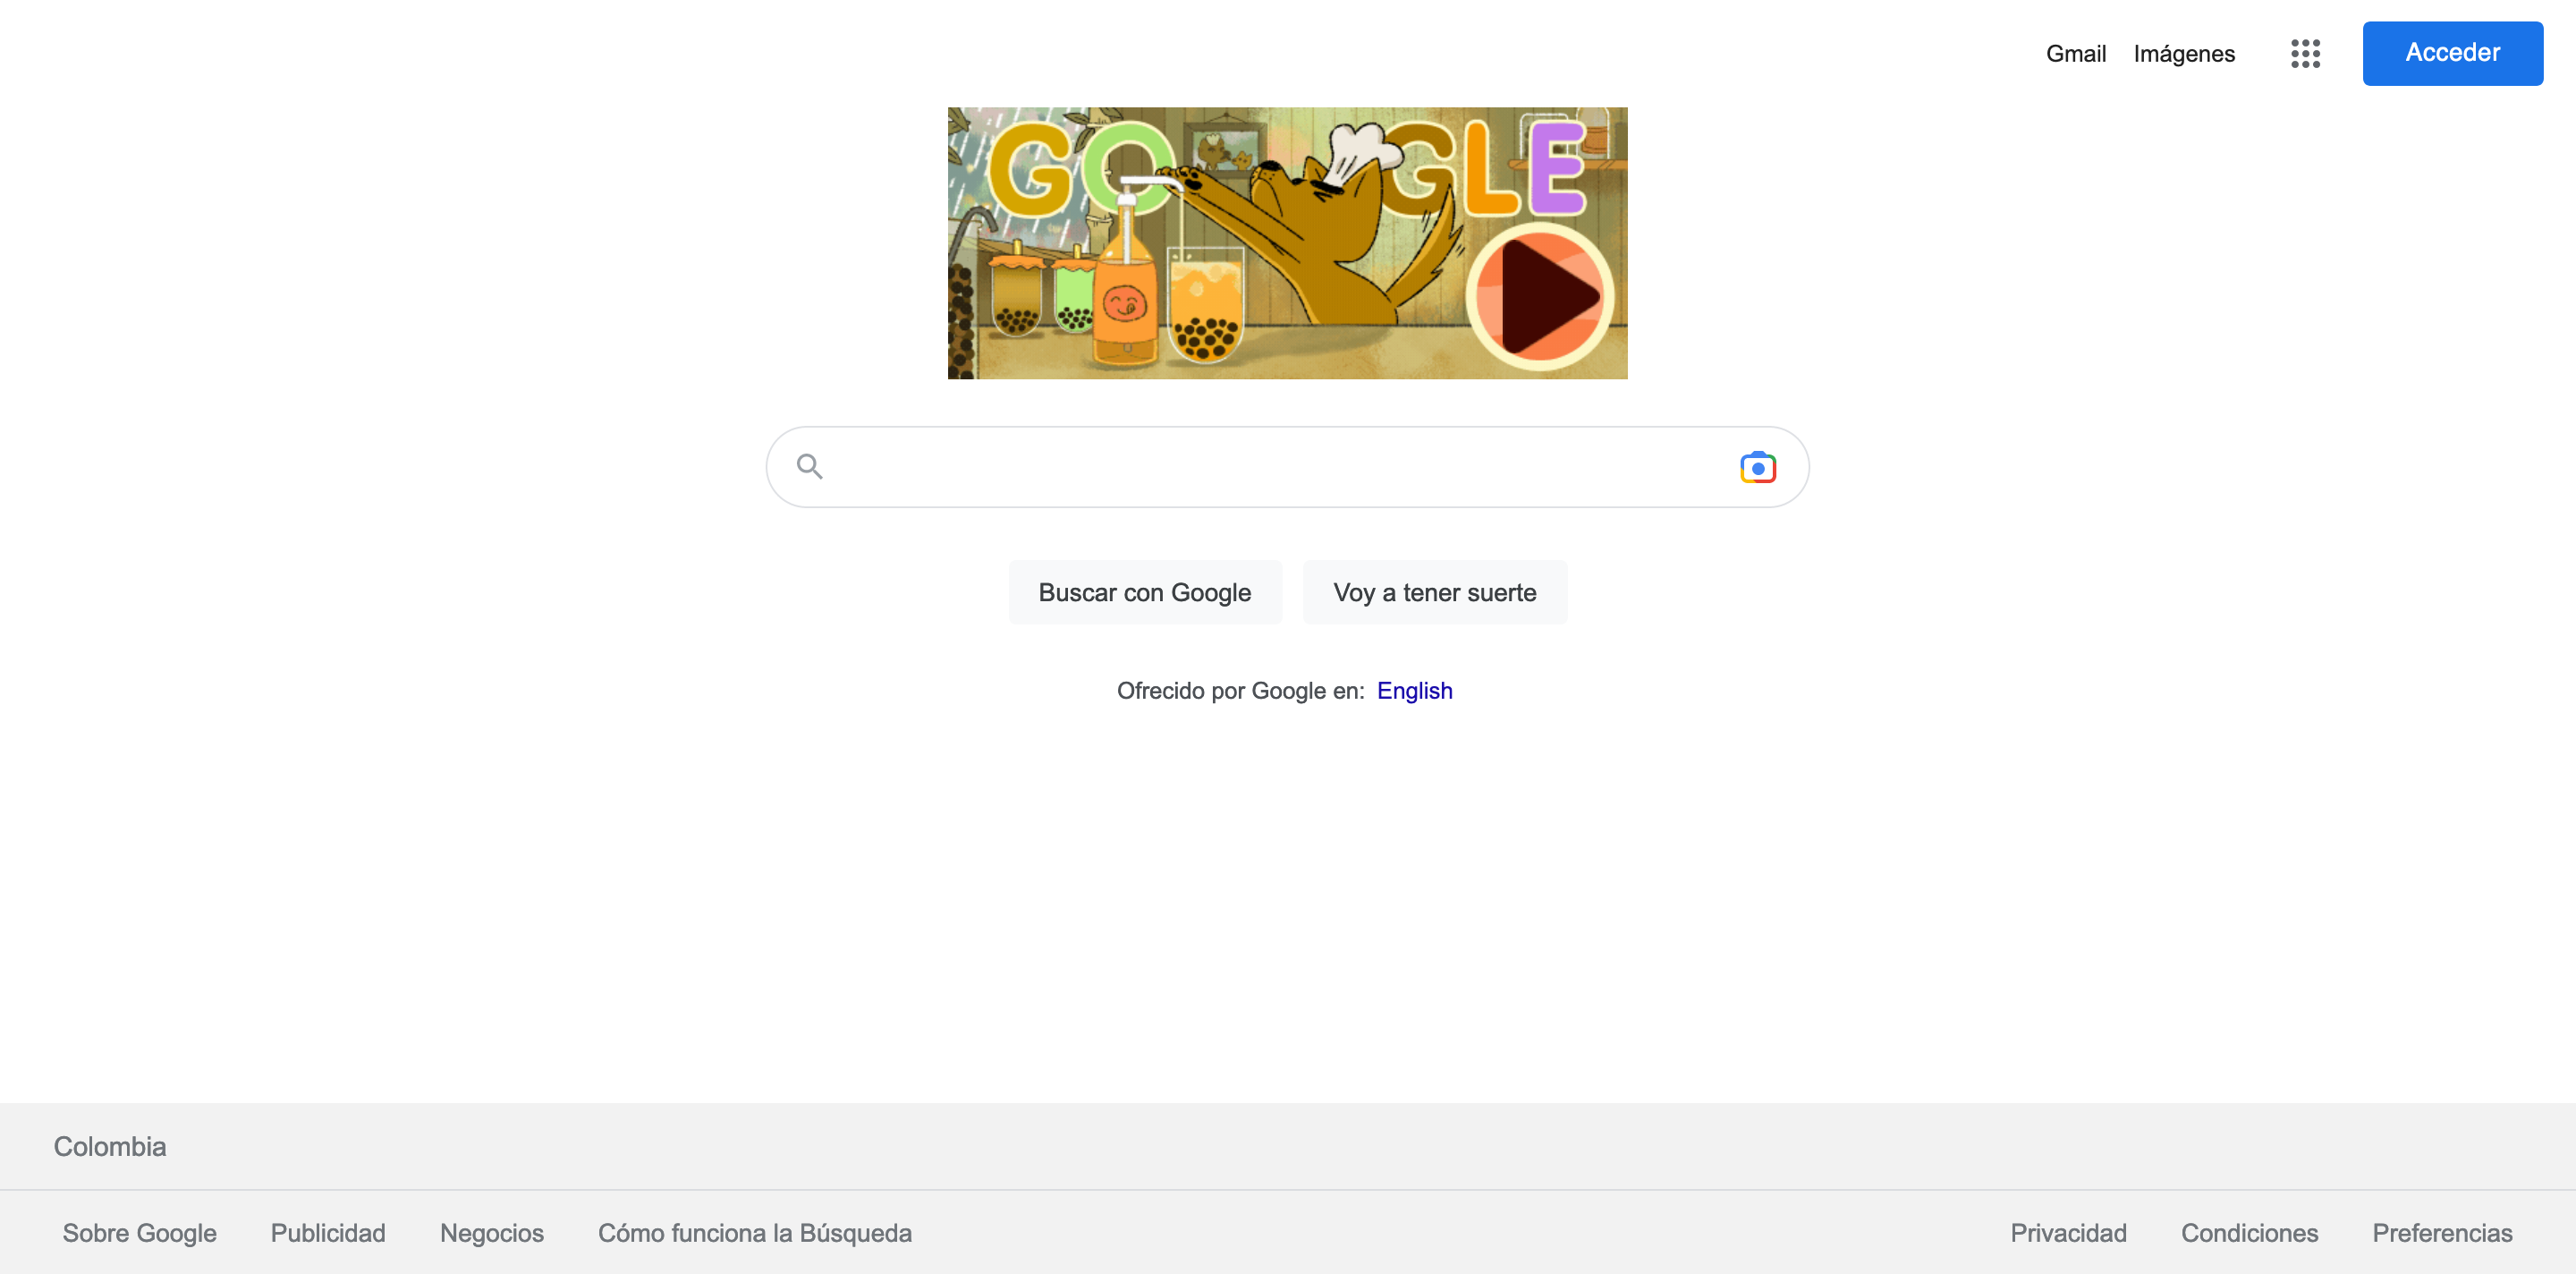 Gmail Imágenes Acceder
GOOGLE
Buscar con Google Voy a tener suerte
Ofrecido por Google en: English
Colombia
Sobre Google Publicidad Negocios Cómo funciona la Búsqueda Privacidad Condiciones Preferencias